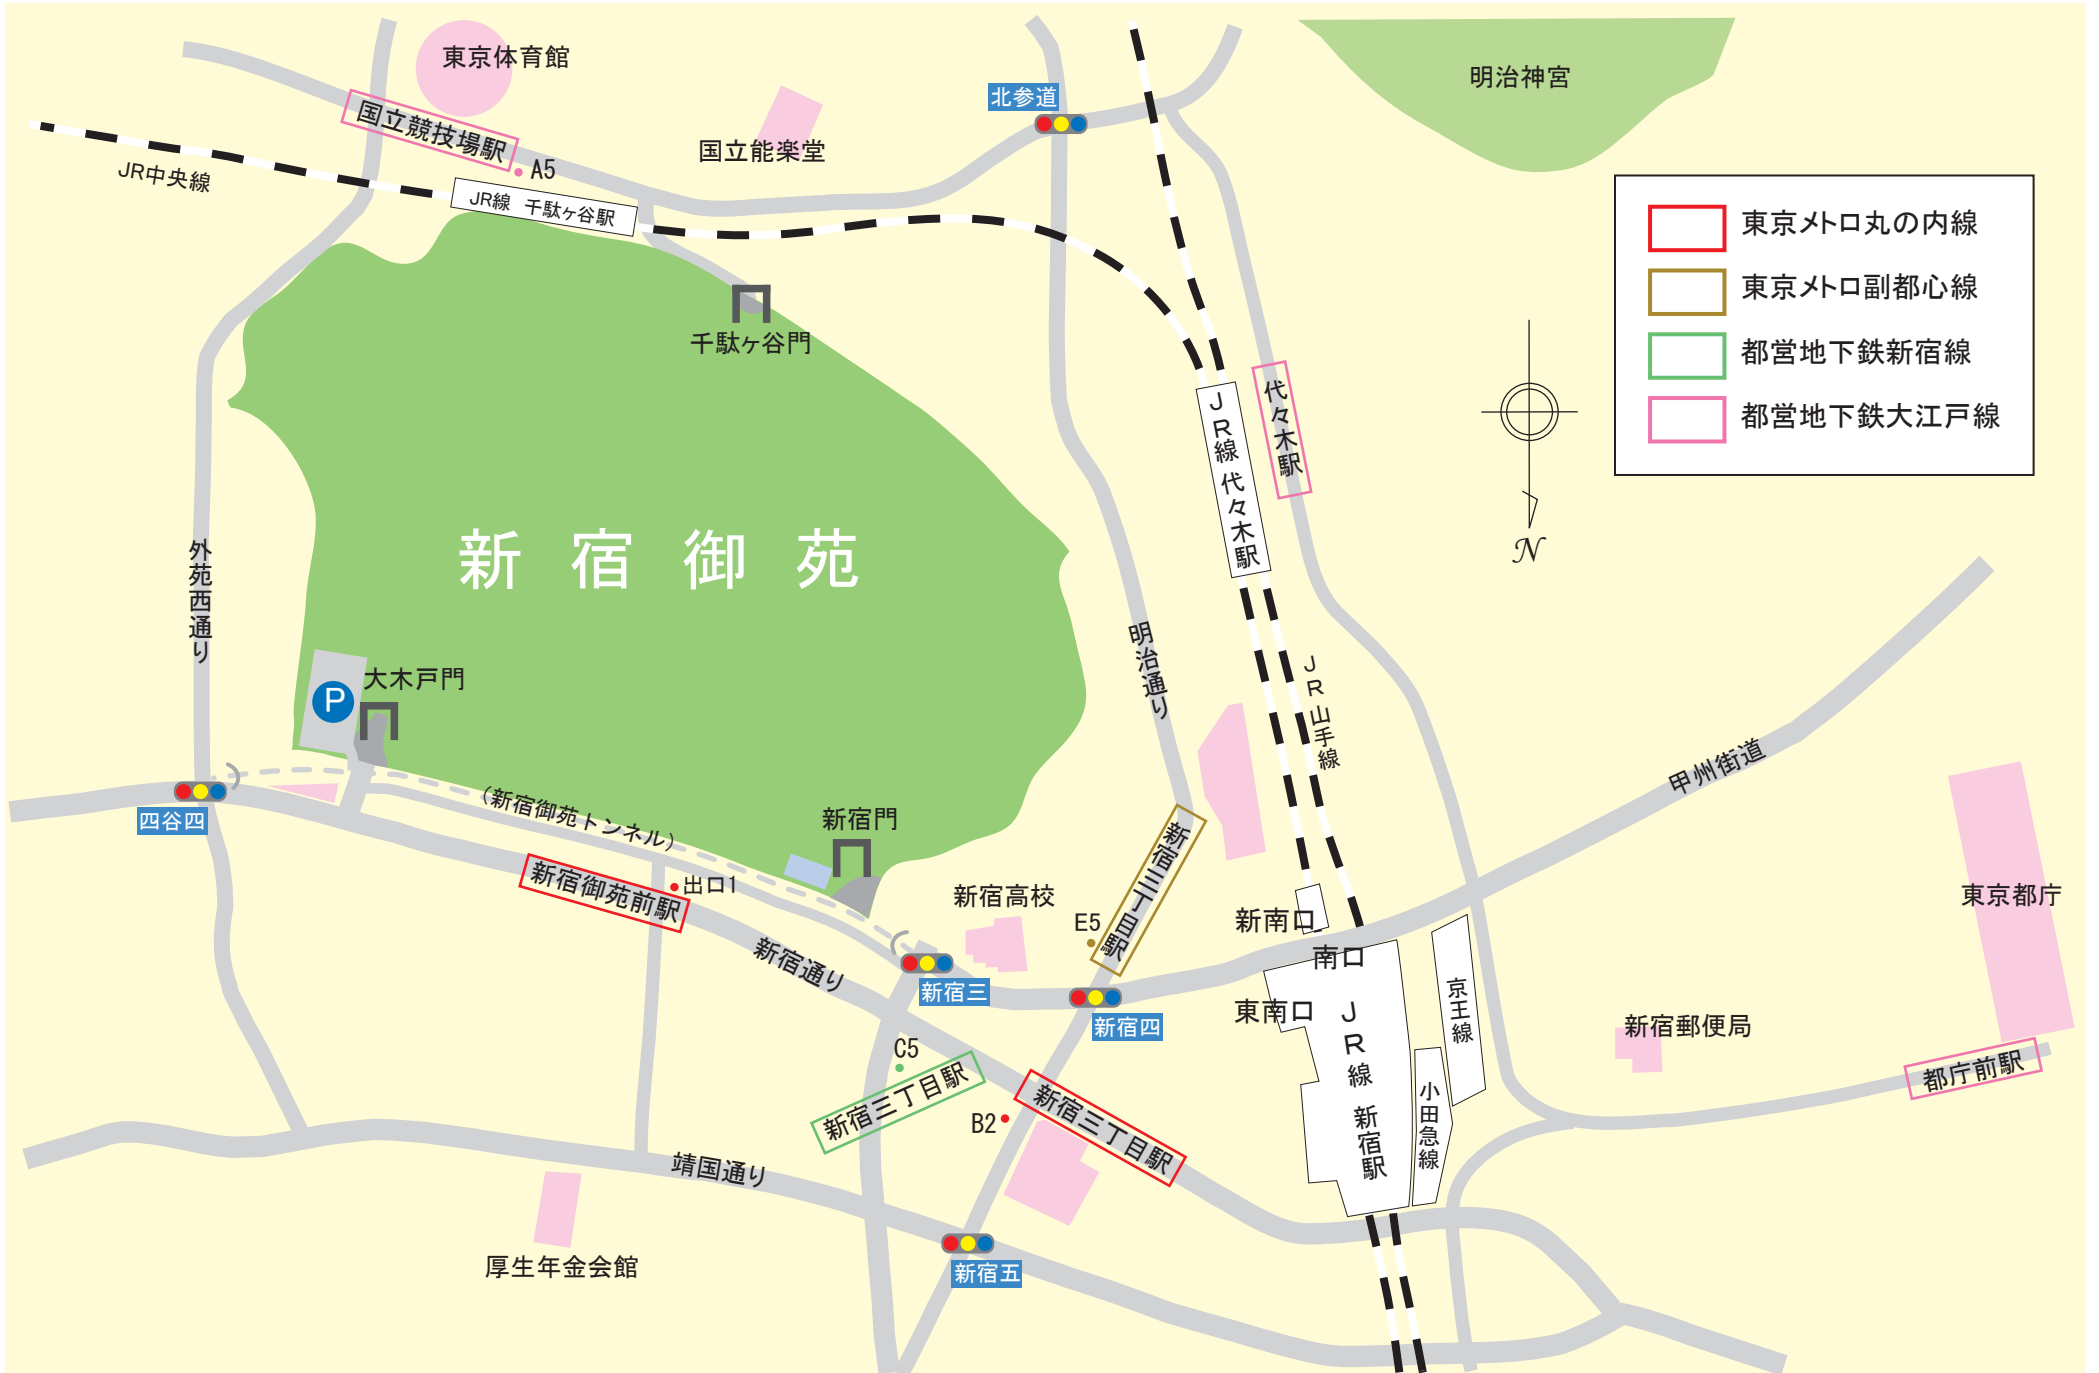 東京体育館
国立競技場駅
A5
国立能楽堂
北参道
明治神宮
JR中央線
JR線 千駄ヶ谷駅
千駄ヶ谷門
東京メトロ丸の内線
東京メトロ副都心線
都営地下鉄新宿線
都営地下鉄大江戸線
N
JR線 代々木駅
代々木駅
新宿御苑
外苑西通り
明治通り
JR山手線
大木戸門
P
四谷四
(新宿御苑トンネル)
新宿門
新宿御苑前駅
出口1
新宿通り
新宿高校
E5
新宿三丁目駅
新宿三
新宿四
新南口
南口
東南口
JR線 新宿駅
京王線
小田急線
甲州街道
東京都庁
新宿郵便局
都庁前駅
C5
新宿三丁目駅
B2
新宿三丁目駅
靖国通り
厚生年金会館
新宿五